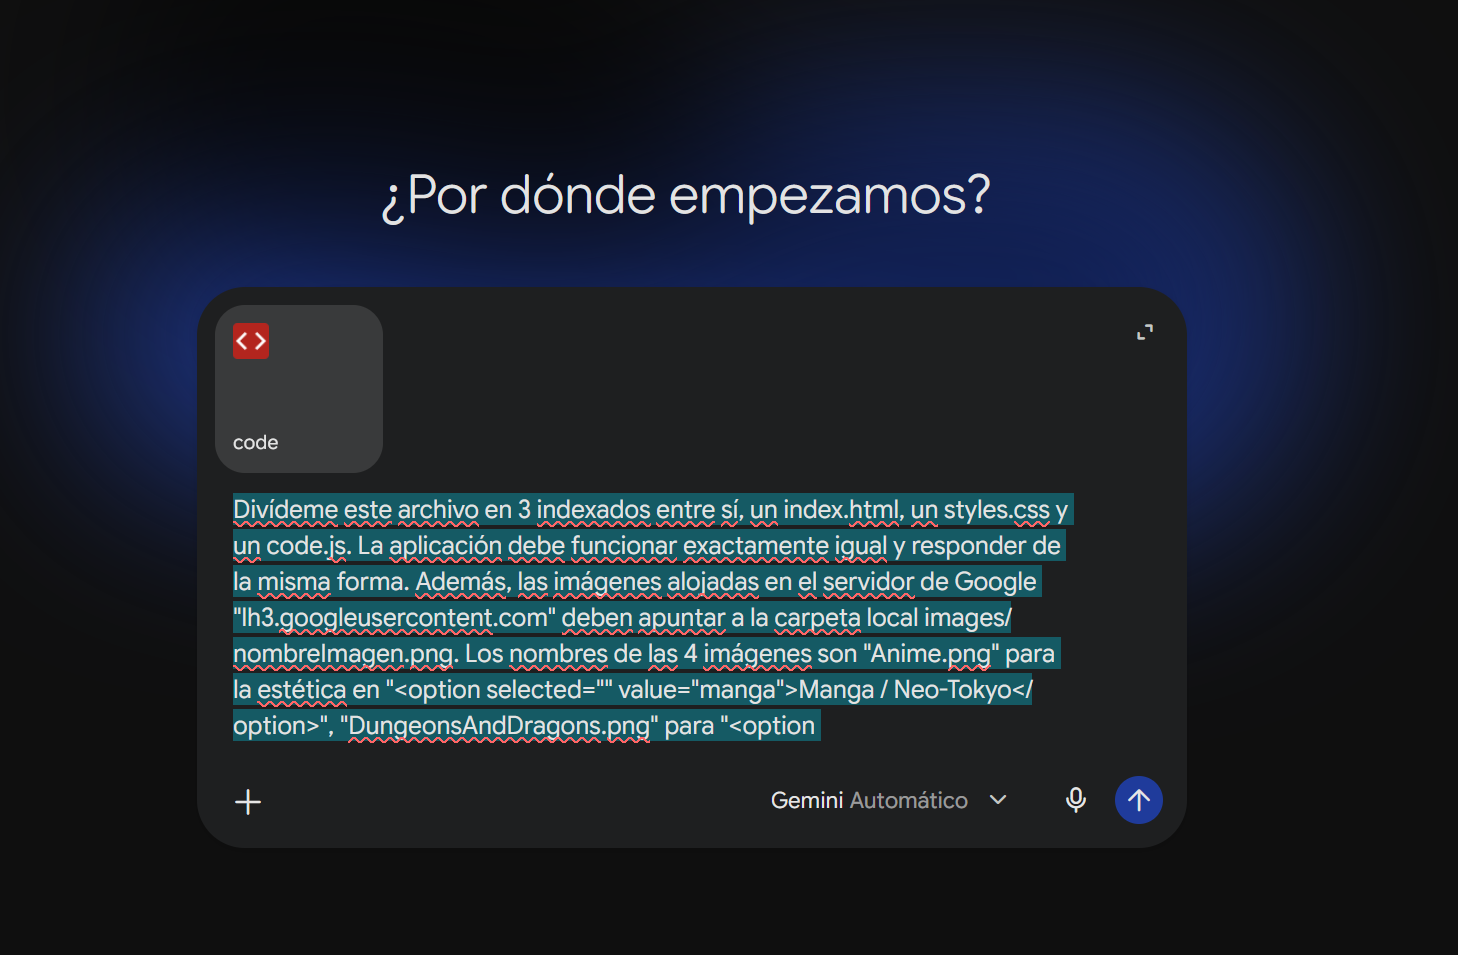 ¿Por dónde empezamos?
code
Divídeme este archivo en 3 indexados entre sí, un index.html, un styles.css y
un code.js. La aplicación debe funcionar exactamente igual y responder de
la misma forma. Además, las imágenes alojadas en el servidor de Google
"lh3.googleusercontent.com" deben apuntar a la carpeta local images/
nombreImagen.png. Los nombres de las 4 imágenes son "Anime.png" para
la estética en "<option selected="" value="manga">Manga / Neo-Tokyo</
option>", "DungeonsAndDragons.png" para "<option
Gemini Automático